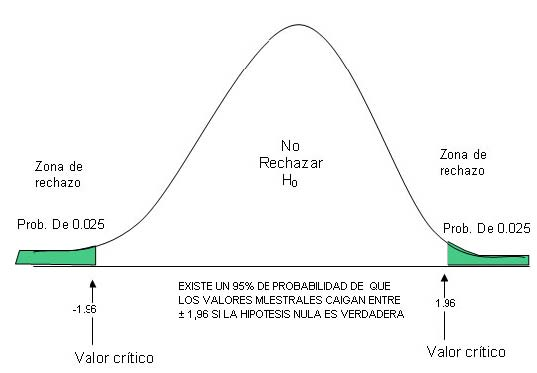 No
Rechazar
H₀
Zona de
rechazo
Zona de
rechazo
Prob. De 0.025
Prob. De 0.025
EXISTE UN 95% DE PROBABILIDAD DE QUE
LOS VALORES MLESTRALES CAIGAN ENTRE
± 1,96 SI LA HIPOTESIS NULA ES VERDADERA
-1.96
1.96
Valor crítico
Valor crítico